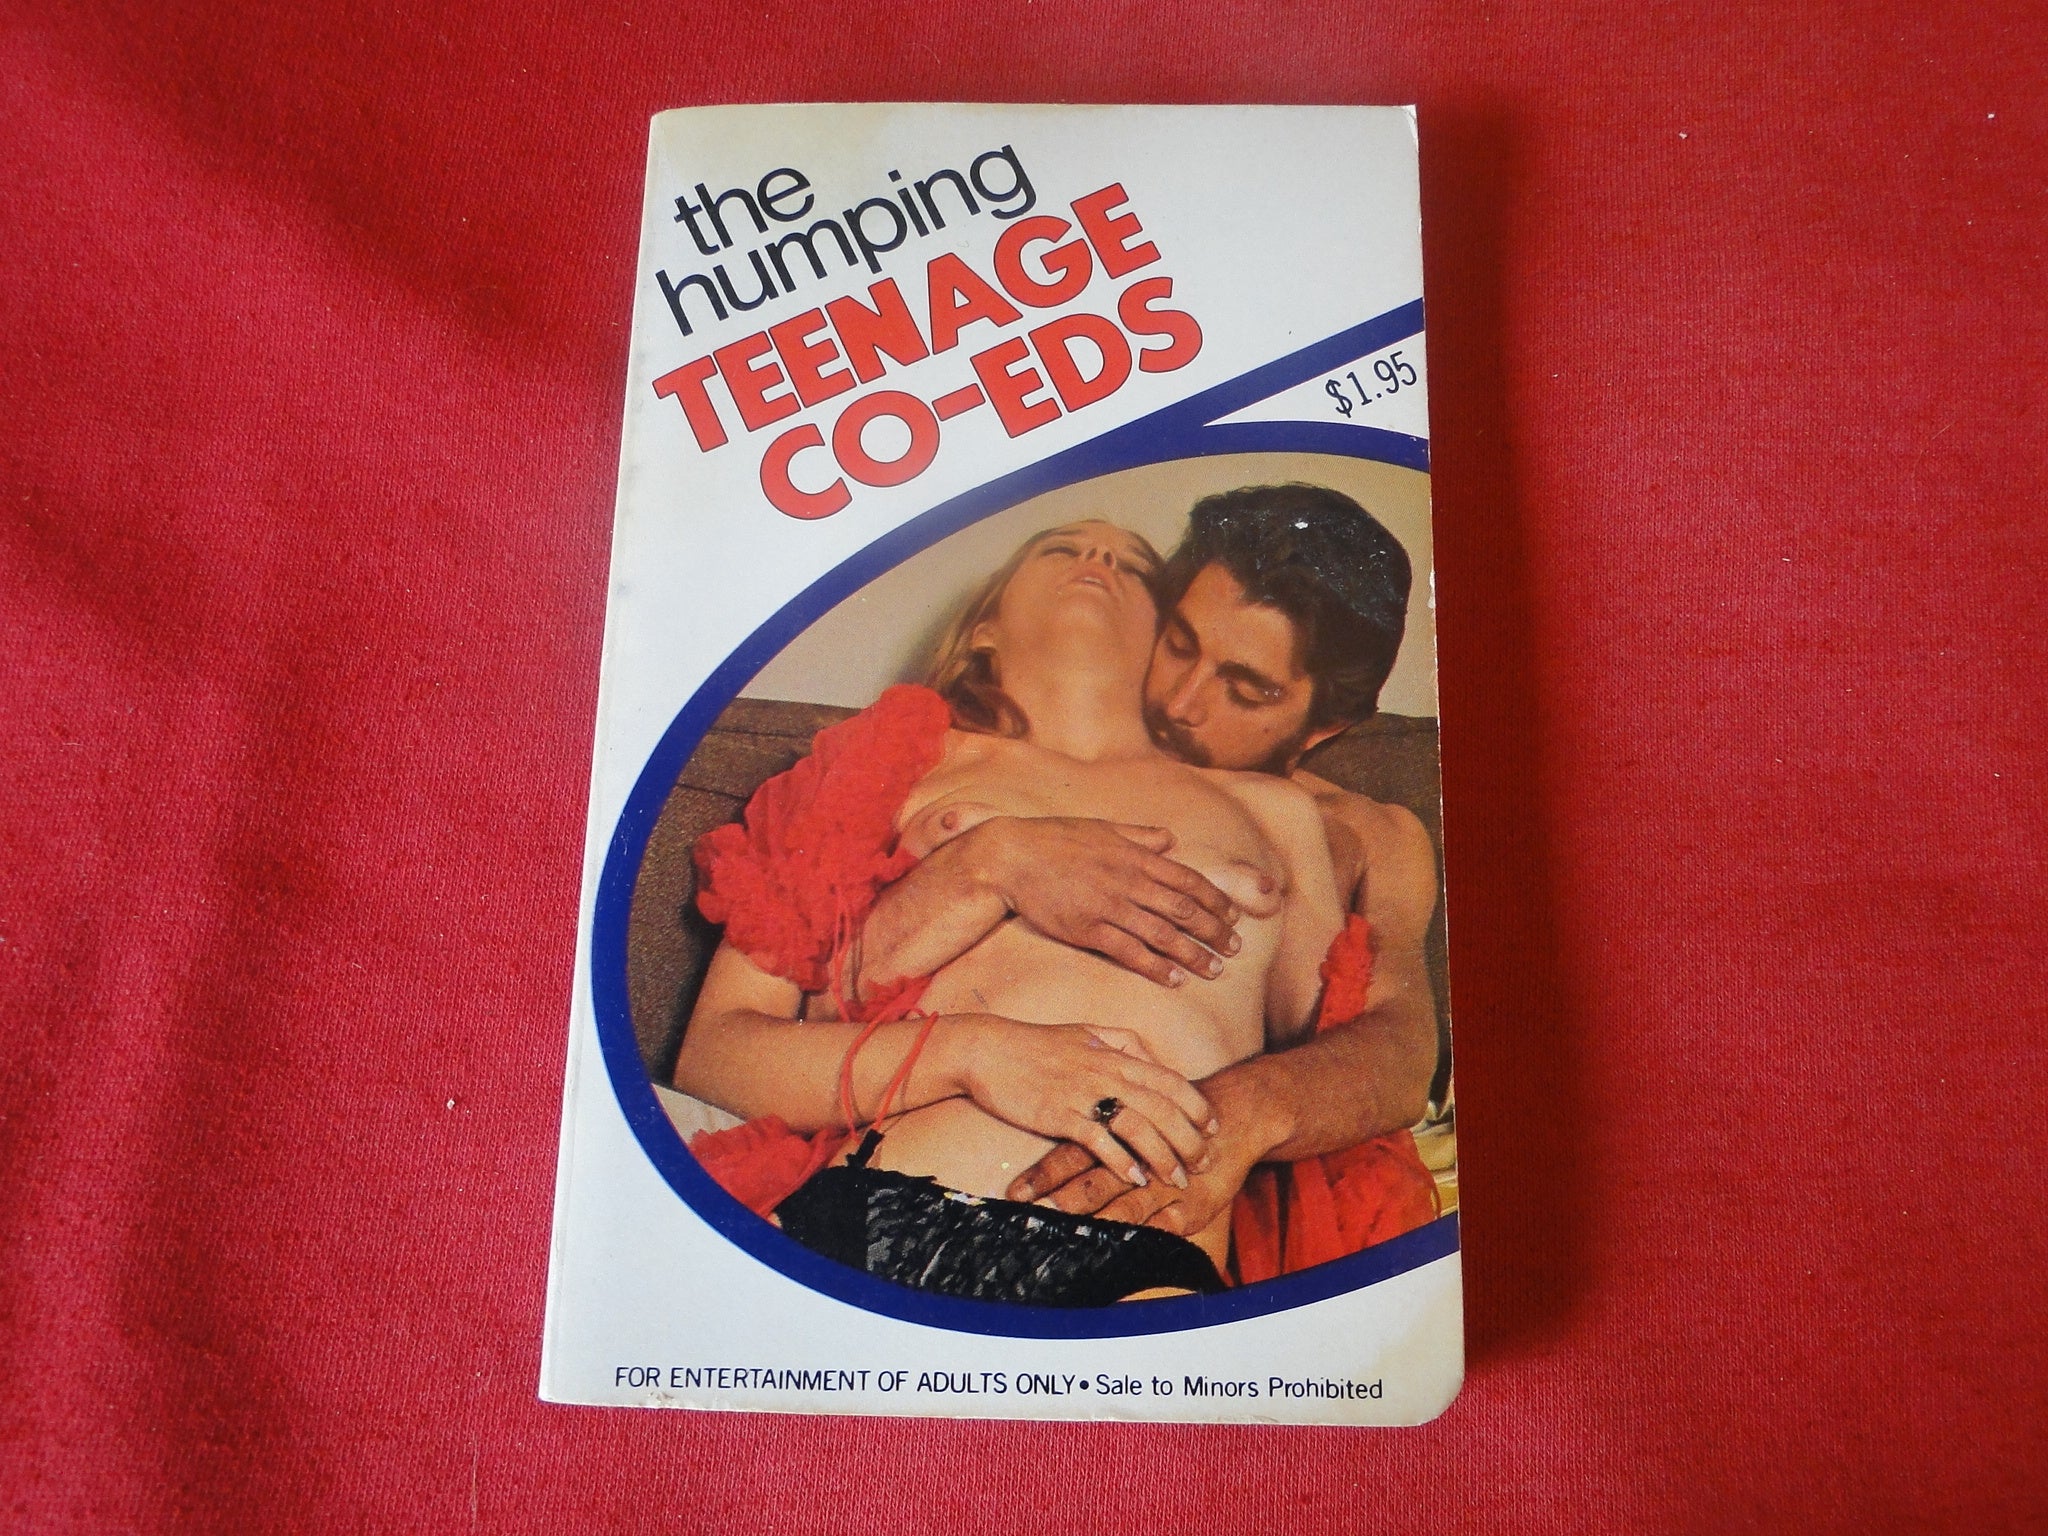 the
humping
TEENAGE
CO-EDS
$1.95
FOR ENTERTAINMENT OF ADULTS ONLY • Sale to Minors Prohibited